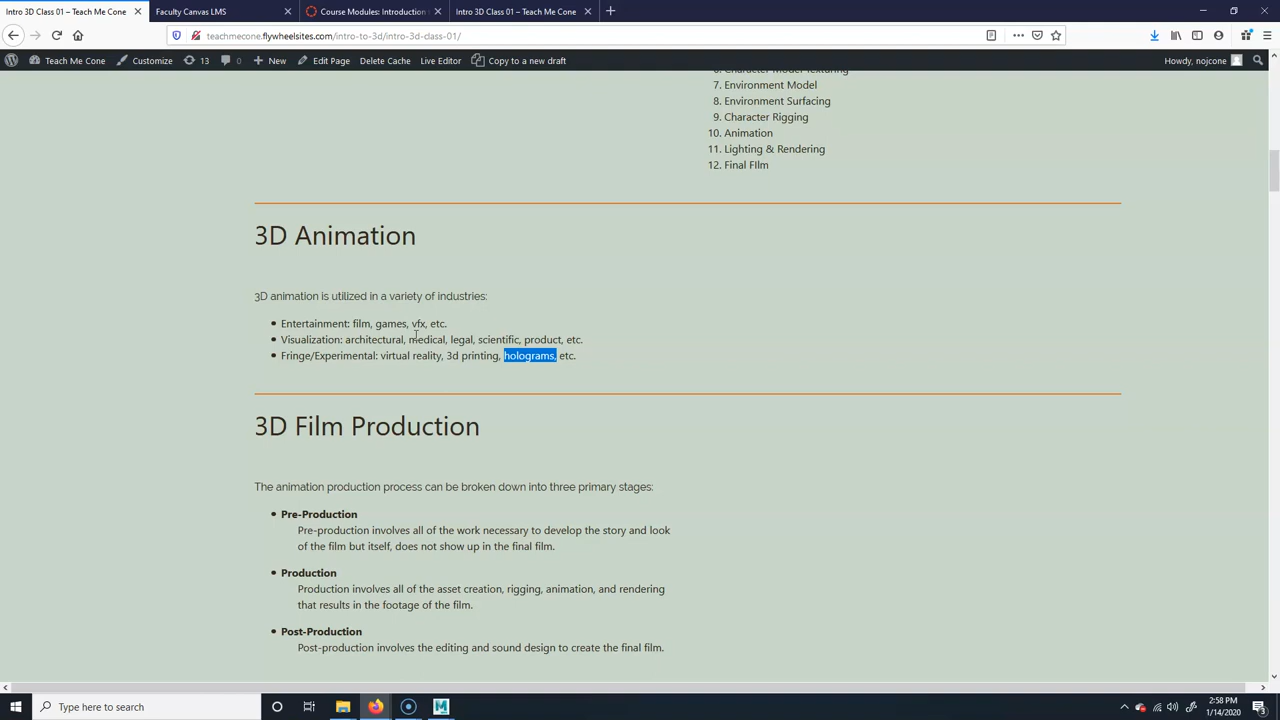 Intro 3D Class 01 – Teach Me Cone
Faculty Canvas LMS
Course Modules: Introduction
Intro 3D Class 01 – Teach Me Cone
teachmecone.flywheelsites.com/intro-to-3d/intro-3d-class-01/
Teach Me Cone
Customize
13
0
New
Edit Page
Delete Cache
Live Editor
Copy to a new draft
Howdy, nojcone
6. Character Model Texturing
7. Environment Model
8. Environment Surfacing
9. Character Rigging
10. Animation
11. Lighting & Rendering
12. Final FIlm
3D Animation
3D animation is utilized in a variety of industries:
Entertainment: film, games, vfx, etc.
Visualization: architectural, medical, legal, scientific, product, etc.
Fringe/Experimental: virtual reality, 3d printing, holograms, etc.
3D Film Production
The animation production process can be broken down into three primary stages:
Pre-Production
Pre-production involves all of the work necessary to develop the story and look
of the film but itself, does not show up in the final film.
Production
Production involves all of the asset creation, rigging, animation, and rendering
that results in the footage of the film.
Post-Production
Post-production involves the editing and sound design to create the final film.
Type here to search
2:58 PM
1/14/2020
3